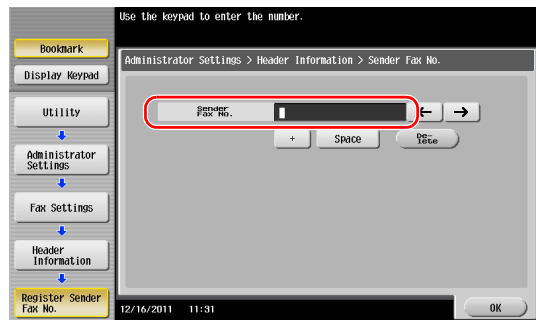 Use the keypad to enter the number.
Bookmark
Display Keypad
Utility
Administrator
Settings
Fax Settings
Header
Information
Register Sender
Fax No.
Administrator Settings > Header Information > Sender Fax No.
Sender
Fax No.
← →
+ Space De-
lete
12/16/2011 11:31
OK